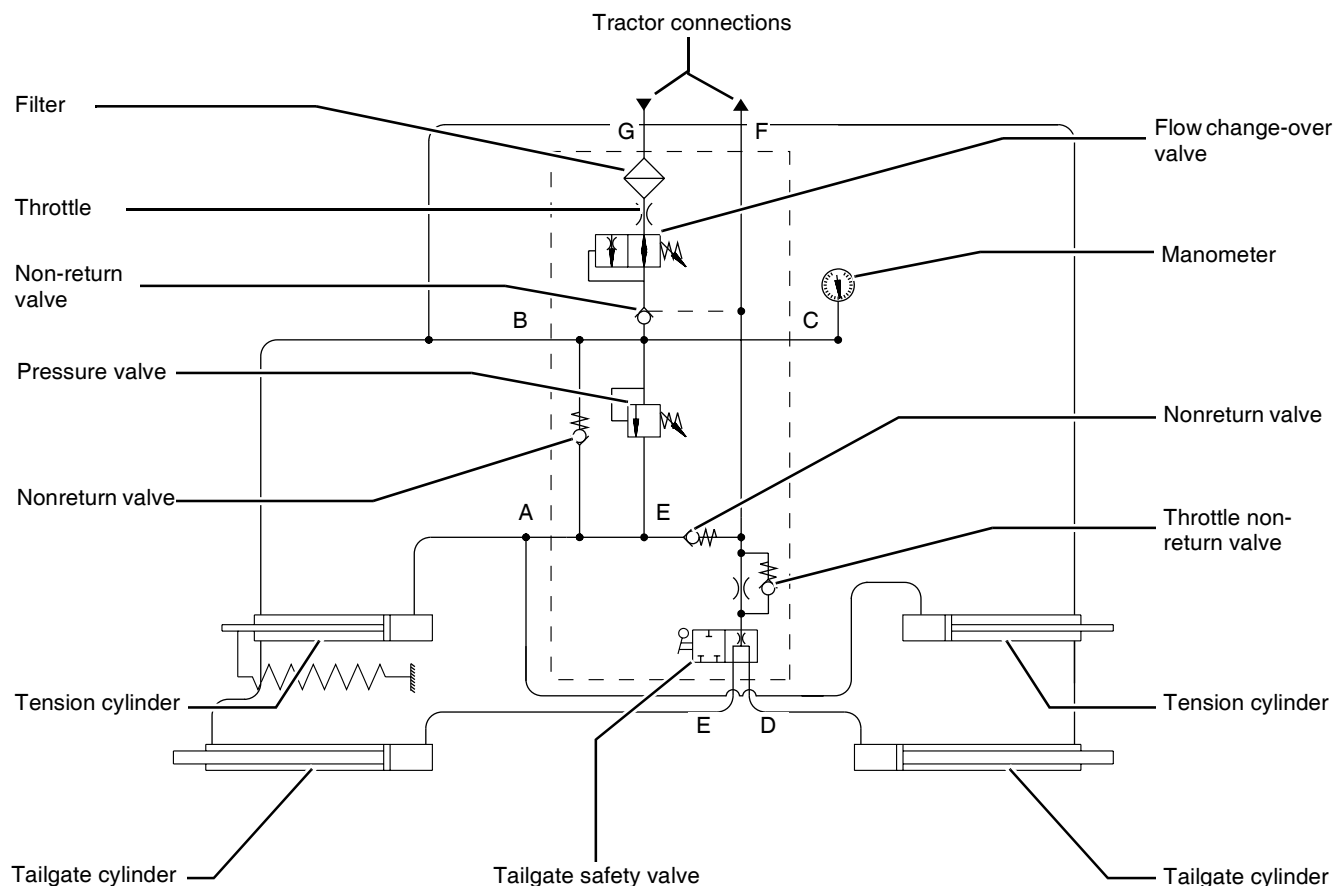 Tractor connections
Filter
G
F
Flow change-over
valve
Throttle
Manometer
Non-return
valve
B
C
Pressure valve
Nonreturn valve
Nonreturn valve
A
E
Throttle non-
return valve
Tension cylinder
E
D
Tension cylinder
Tailgate cylinder
Tailgate safety valve
Tailgate cylinder